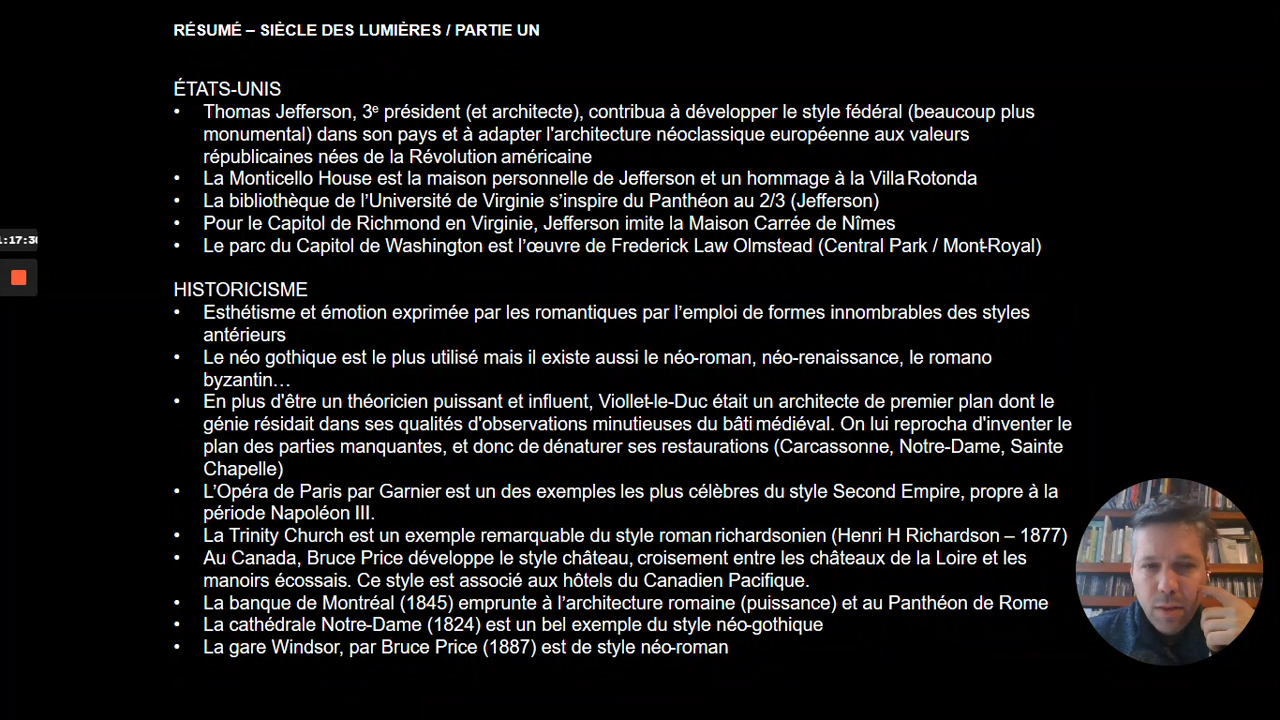 RÉSUMÉ – SIÈCLE DES LUMIÈRES / PARTIE UN
ÉTATS-UNIS
• Thomas Jefferson, 3e président (et architecte), contribua à développer le style fédéral (beaucoup plus
monumental) dans son pays et à adapter l'architecture néoclassique européenne aux valeurs
républicaines nées de la Révolution américaine
• La Monticello House est la maison personnelle de Jefferson et un hommage à la Villa Rotonda
• La bibliothèque de l’Université de Virginie s’inspire du Panthéon au 2/3 (Jefferson)
• Pour le Capitol de Richmond en Virginie, Jefferson imite la Maison Carrée de Nîmes
• Le parc du Capitol de Washington est l’œuvre de Frederick Law Olmstead (Central Park / Mont-Royal)
HISTORICISME
• Esthétisme et émotion exprimée par les romantiques par l’emploi de formes innombrables des styles
antérieurs
• Le néo gothique est le plus utilisé mais il existe aussi le néo-roman, néo-renaissance, le romano
byzantin…
• En plus d'être un théoricien puissant et influent, Viollet-le-Duc était un architecte de premier plan dont le
génie résidait dans ses qualités d'observations minutieuses du bâti médiéval. On lui reprocha d'inventer le
plan des parties manquantes, et donc de dénaturer ses restaurations (Carcassonne, Notre-Dame, Sainte
Chapelle)
• L’Opéra de Paris par Garnier est un des exemples les plus célèbres du style Second Empire, propre à la
période Napoléon III.
• La Trinity Church est un exemple remarquable du style roman richardsonien (Henri H Richardson – 1877)
• Au Canada, Bruce Price développe le style château, croisement entre les châteaux de la Loire et les
manoirs écossais. Ce style est associé aux hôtels du Canadien Pacifique.
• La banque de Montréal (1845) emprunte à l’architecture romaine (puissance) et au Panthéon de Rome
• La cathédrale Notre-Dame (1824) est un bel exemple du style néo-gothique
• La gare Windsor, par Bruce Price (1887) est de style néo-roman